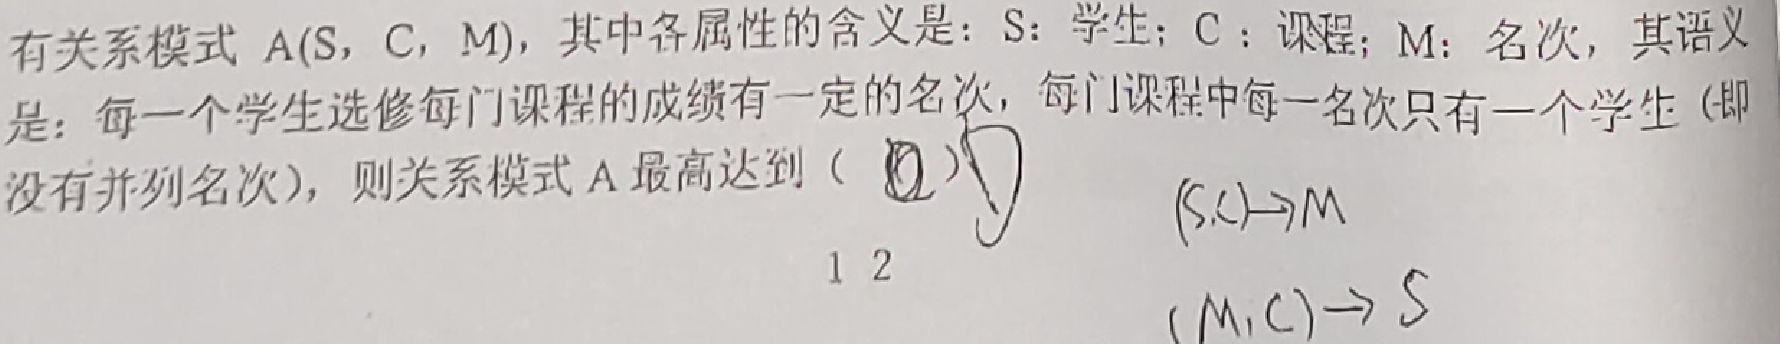 有关系模式 A(S, C, M), 其中各属性的含义是: S: 学生; C : 课程; M: 名次, 其语义
是: 每一个学生选修每门课程的成绩有一定的名次, 每门课程中每一名次只有一个学生 (即
没有并列名次), 则关系模式 A 最高达到 ( )
(S.C)→M
1 2
(M,C)→S